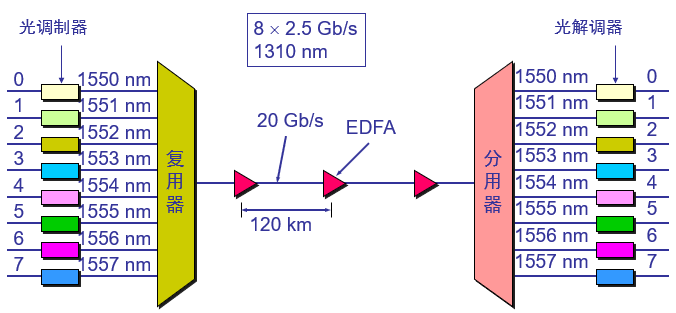 光调制器
8 × 2.5 Gb/s
1310 nm
光解调器
0 1550 nm
1 1551 nm
2 1552 nm
3 1553 nm
4 1554 nm
5 1555 nm
6 1556 nm
7 1557 nm
复用器
20 Gb/s
EDFA
120 km
分用器
1550 nm 0
1551 nm 1
1552 nm 2
1553 nm 3
1554 nm 4
1555 nm 5
1556 nm 6
1557 nm 7